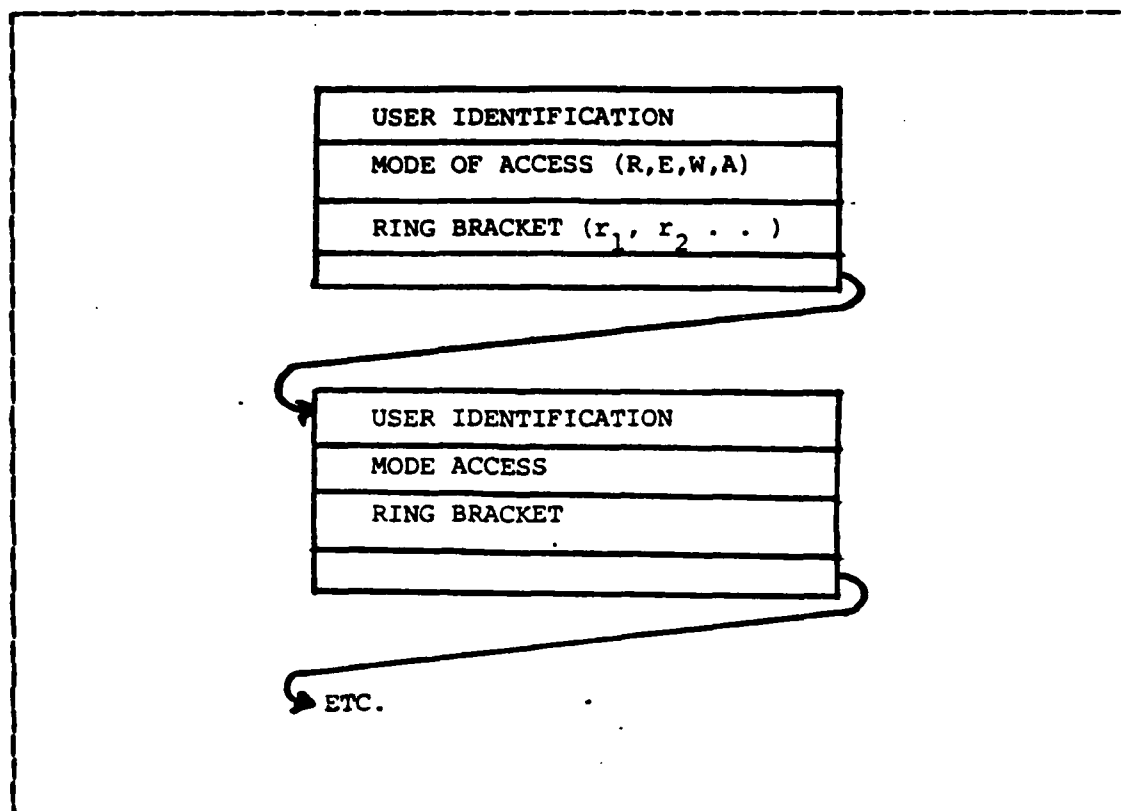 USER IDENTIFICATION
MODE OF ACCESS (R,E,W,A)
RING BRACKET (r₁, r₂ . . )
USER IDENTIFICATION
MODE ACCESS
RING BRACKET
ETC.